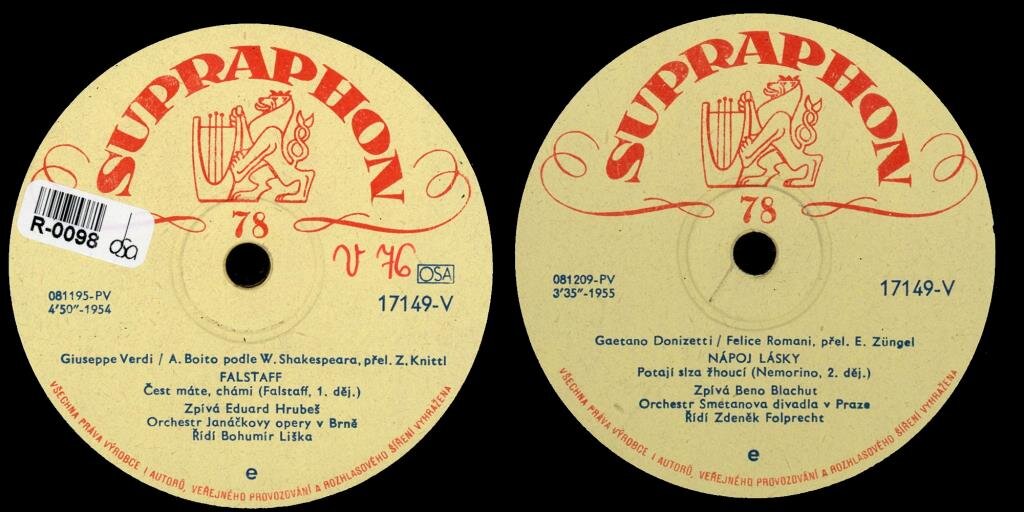 SUPRAPHON
78
R-0098
osa
V 76
OSA
081195-PV
4'50"-1954
17149-V
Giuseppe Verdi / A. Boito podle W. Shakespeara, přel. Z. Knittl
FALSTAFF
Čest máte, chámi (Falstaff, 1. děj.)
Zpívá Eduard Hrubeš
Orchestr Janáčkovy opery v Brně
Řídí Bohumír Liška
e
VŠECHNA PRÁVA VÝROBCE I AUTORŮ, VEŘEJNÉHO PROVOZOVÁNÍ A ROZHLASOVÉHO ŠÍŘENÍ VYHRAŽENA
SUPRAPHON
78
081209-PV
3'35"-1955
17149-V
Gaetano Donizetti / Felice Romani, přel. E. Züngel
NÁPOJ LÁSKY
Potají slza žhoucí (Nemorino, 2. děj.)
Zpívá Beno Blachut
Orchestr Smetanova divadla v Praze
Řídí Zdeněk Folprecht
e
VŠECHNA PRÁVA VÝROBCE I AUTORŮ, VEŘEJNÉHO PROVOZOVÁNÍ A ROZHLASOVÉHO ŠÍŘENÍ VYHRAŽENA